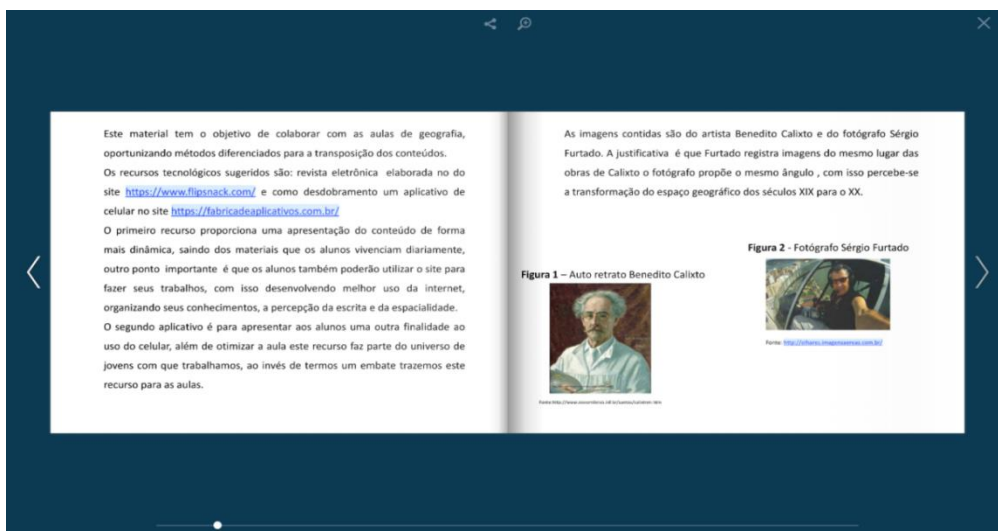 Este material tem o objetivo de colaborar com as aulas de geografia,
oportunizando métodos diferenciados para a transposição dos conteúdos.
Os recursos tecnológicos sugeridos são: revista eletrônica elaborada no do
site https://www.flipsnack.com/ e como desdobramento um aplicativo de
celular no site https://fabricadeaplicativos.com.br/
O primeiro recurso proporciona uma apresentação do conteúdo de forma
mais dinâmica, saindo dos materiais que os alunos vivenciam diariamente,
outro ponto importante é que os alunos também poderão utilizar o site para
fazer seus trabalhos, com isso desenvolvendo melhor uso da internet,
organizando seus conhecimentos, a percepção da escrita e da espacialidade.
O segundo aplicativo é para apresentar aos alunos uma outra finalidade ao
uso do celular, além de otimizar a aula este recurso faz parte do universo de
jovens com que trabalhamos, ao invés de termos um embate trazemos este
recurso para as aulas.
As imagens contidas são do artista Benedito Calixto e do fotógrafo Sérgio
Furtado. A justificativa é que Furtado registra imagens do mesmo lugar das
obras de Calixto o fotógrafo propõe o mesmo ângulo , com isso percebe-se
a transformação do espaço geográfico dos séculos XIX para o XX.
Figura 2 - Fotógrafo Sérgio Furtado
Fonte:
Figura 1 – Auto retrato Benedito Calixto